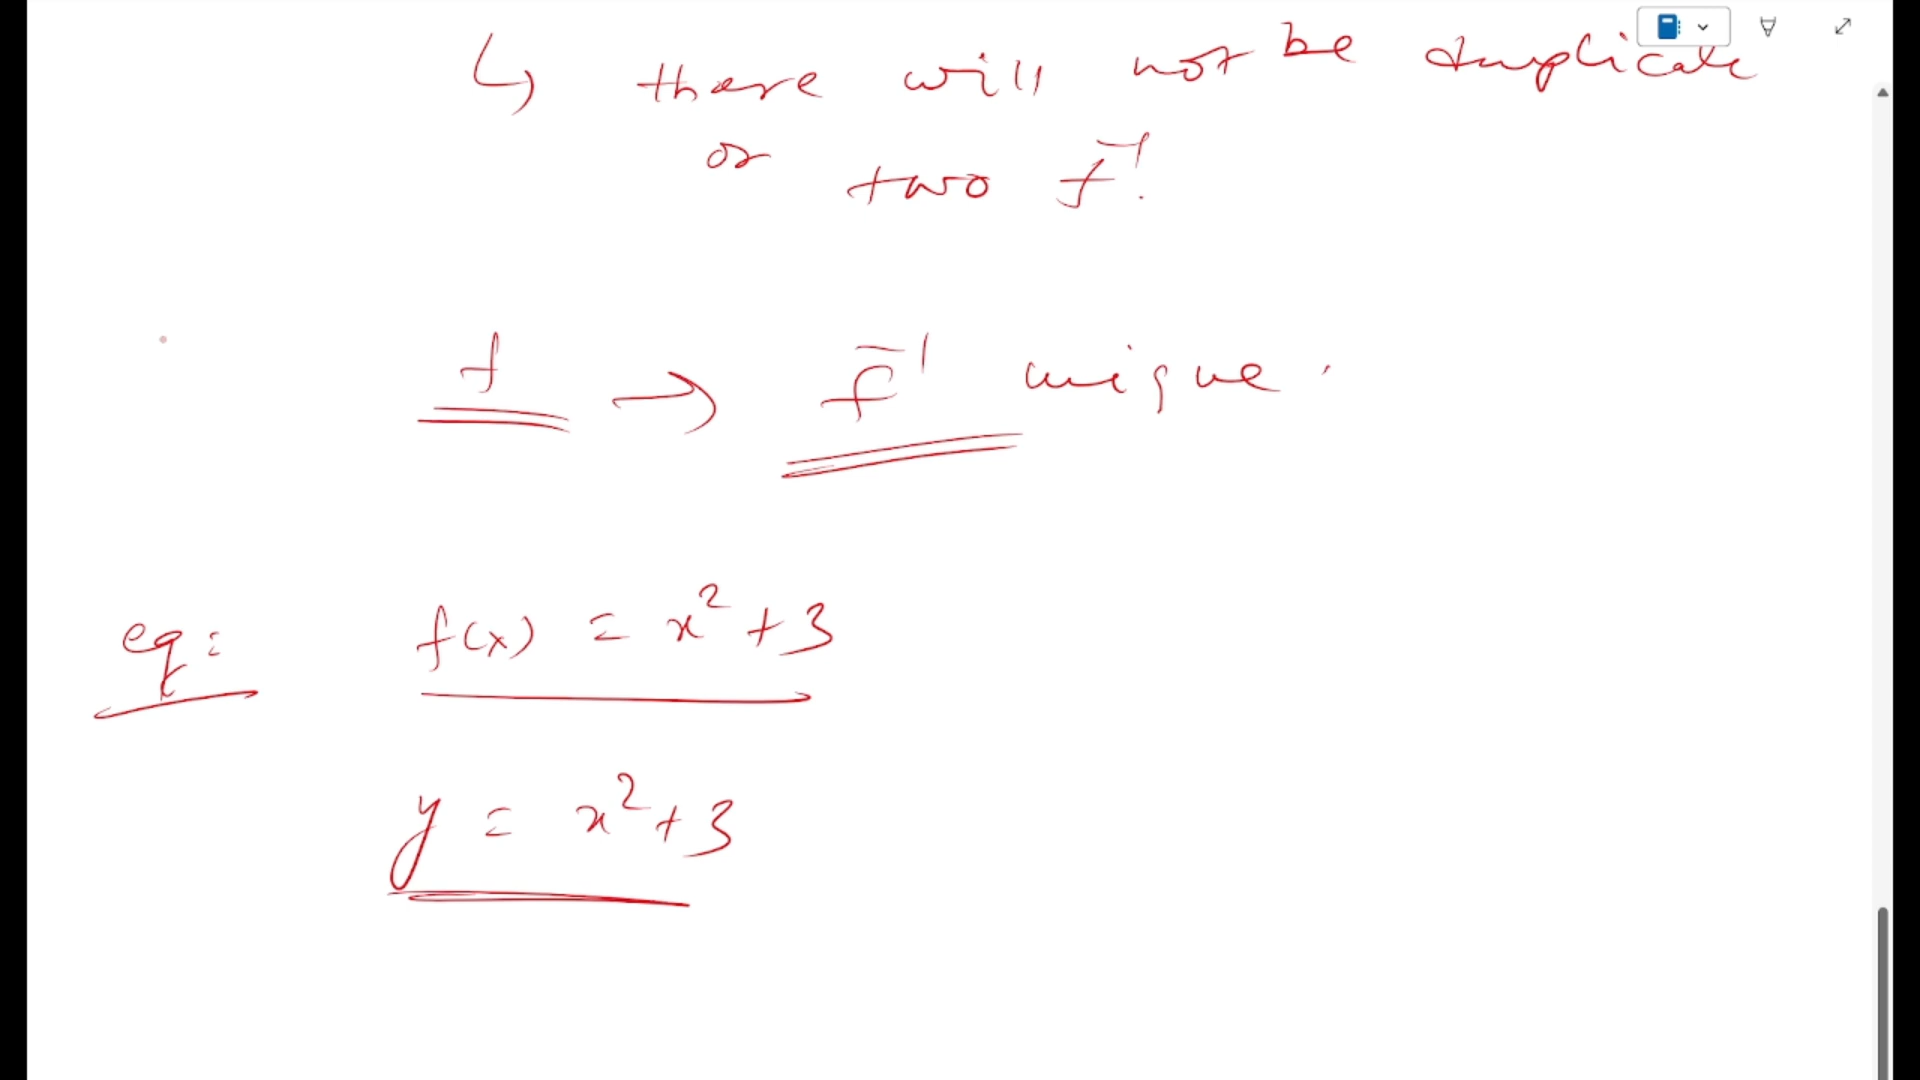 ↳ there will not be duplicate
or two f⁻¹.
f → f⁻¹ unique.
eg: f(x) = x² + 3
y = x² + 3